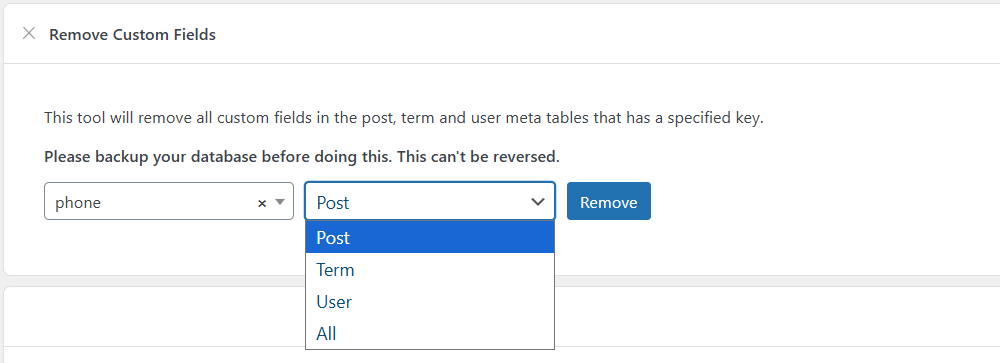 Remove Custom Fields
This tool will remove all custom fields in the post, term and user meta tables that has a specified key.
Please backup your database before doing this. This can't be reversed.
phone × Post Remove
Post
Term
User
All